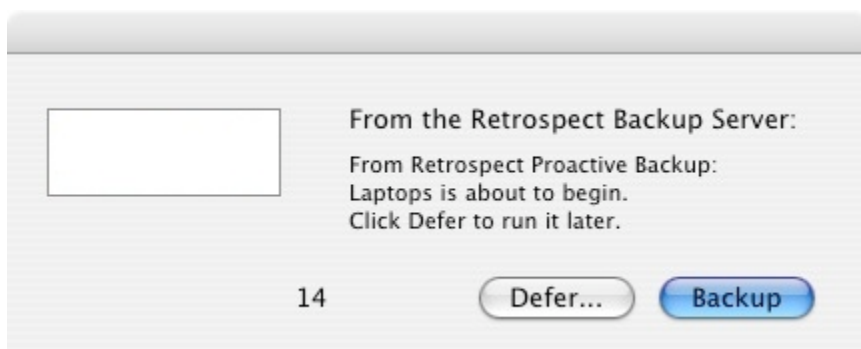 From the Retrospect Backup Server:
From Retrospect Proactive Backup:
Laptops is about to begin.
Click Defer to run it later.
14
Defer...
Backup